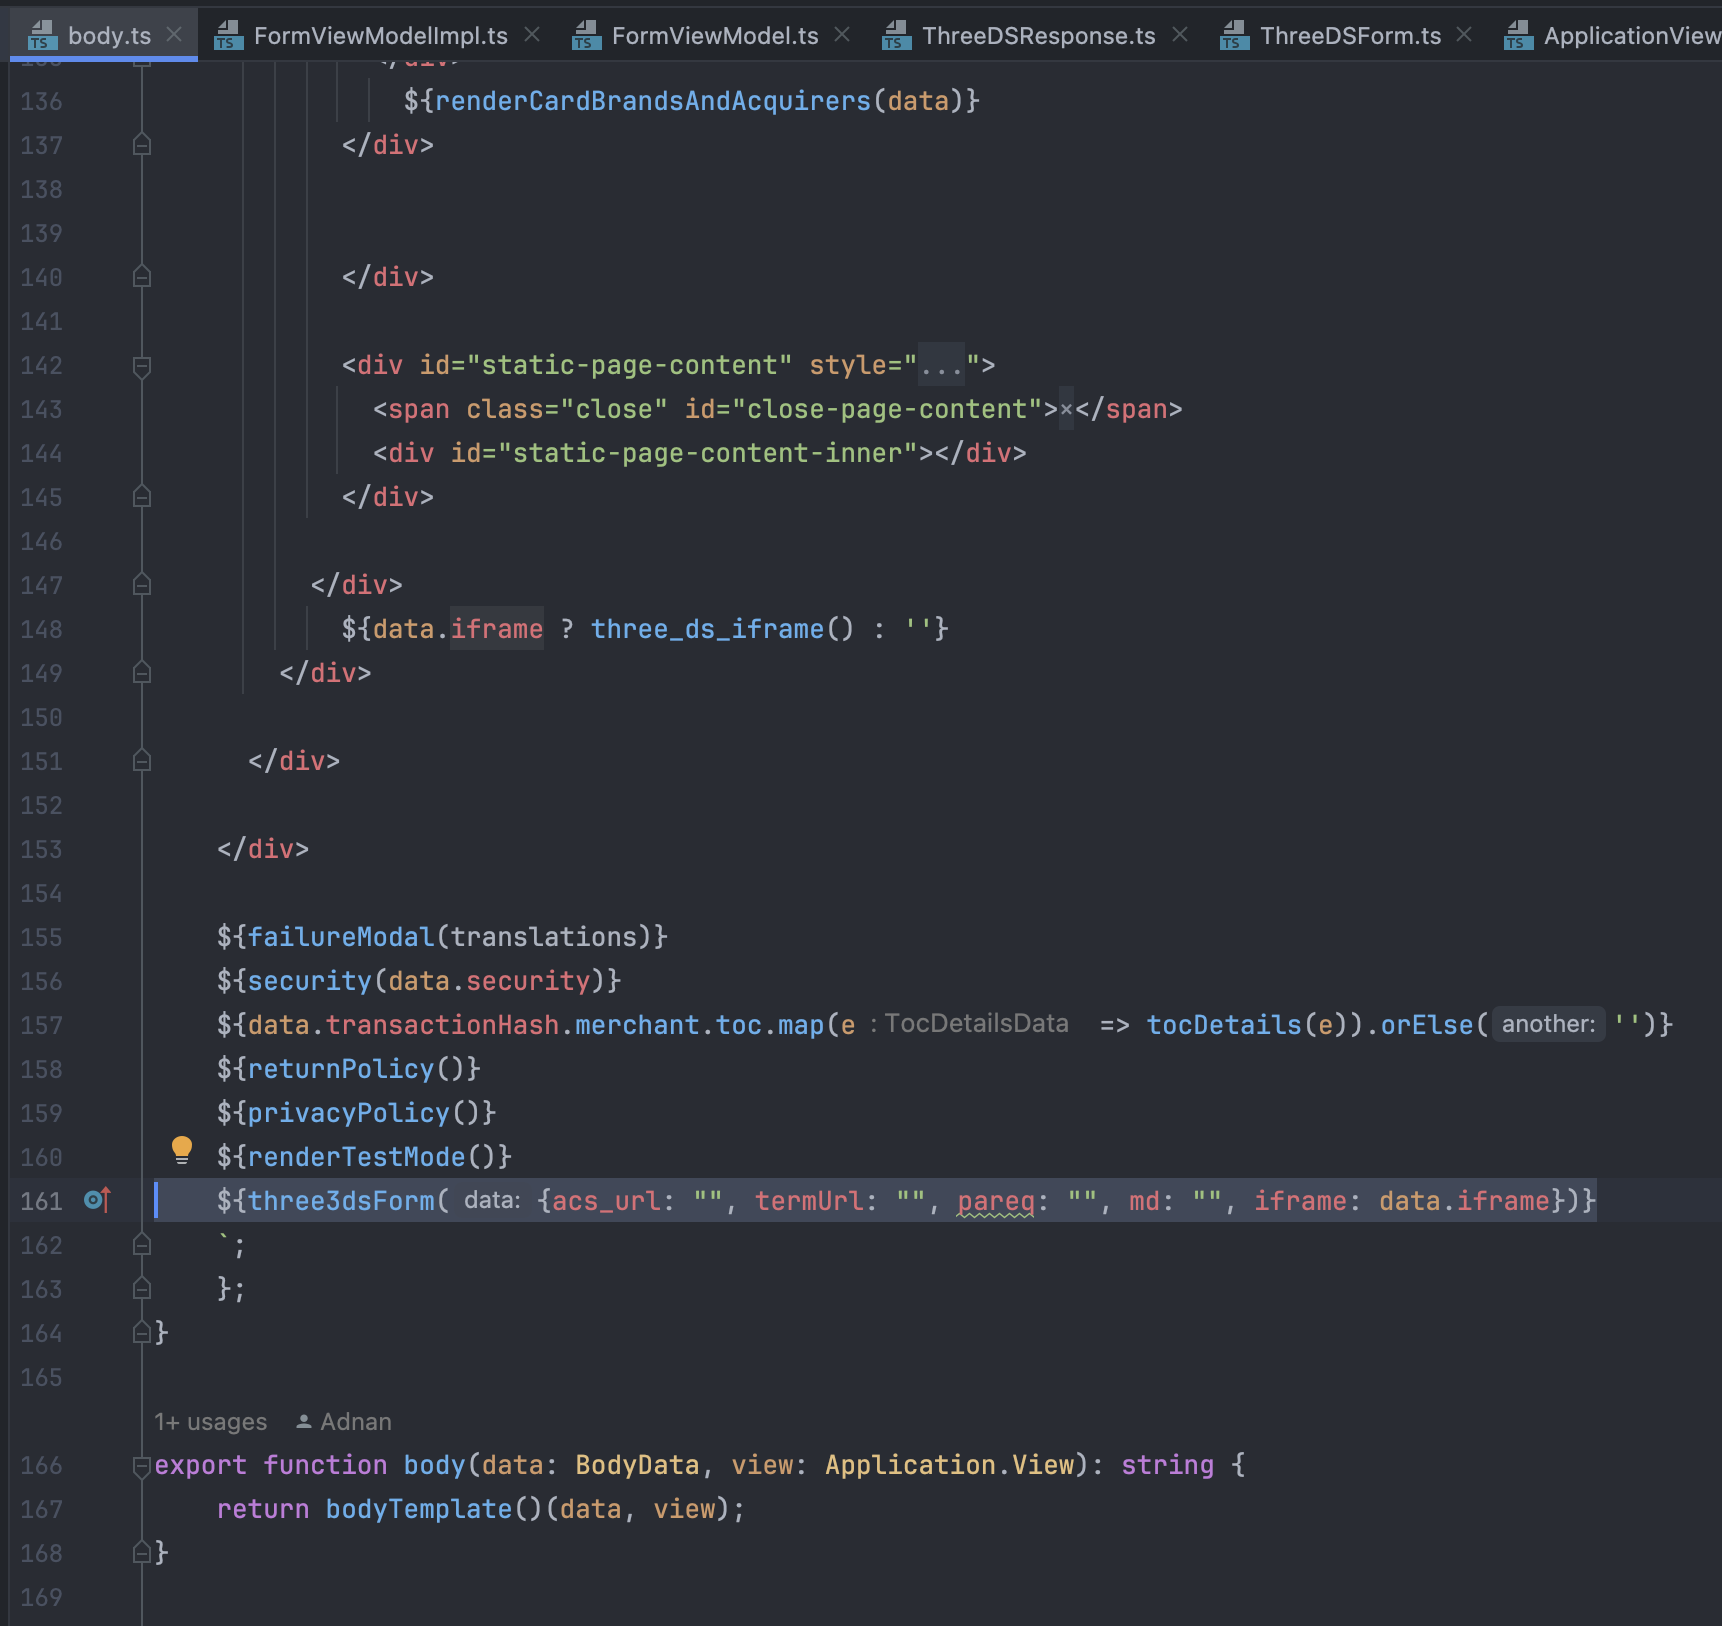 body.ts
FormViewModelImpl.ts
FormViewModel.ts
ThreeDSResponse.ts
ThreeDSForm.ts
ApplicationView
136 ${renderCardBrandsAndAcquirers(data)}
137 </div>
138
139
140 </div>
141
142 <div id="static-page-content" style="...">
143 <span class="close" id="close-page-content">×</span>
144 <div id="static-page-content-inner"></div>
145 </div>
146
147 </div>
148 ${data.iframe ? three_ds_iframe() : ''}
149 </div>
150
151 </div>
152
153 </div>
154
155 ${failureModal(translations)}
156 ${security(data.security)}
157 ${data.transactionHash.merchant.toc.map(e : TocDetailsData => tocDetails(e)).orElse( another: '')}
158 ${returnPolicy()}
159 ${privacyPolicy()}
160 ${renderTestMode()}
161 ${three3dsForm( data: {acs_url: "", termUrl: "", pareq: "", md: "", iframe: data.iframe})}
162 `;
163 };
164 }
165
1+ usages Adnan
166 export function body(data: BodyData, view: Application.View): string {
167 return bodyTemplate()(data, view);
168 }
169